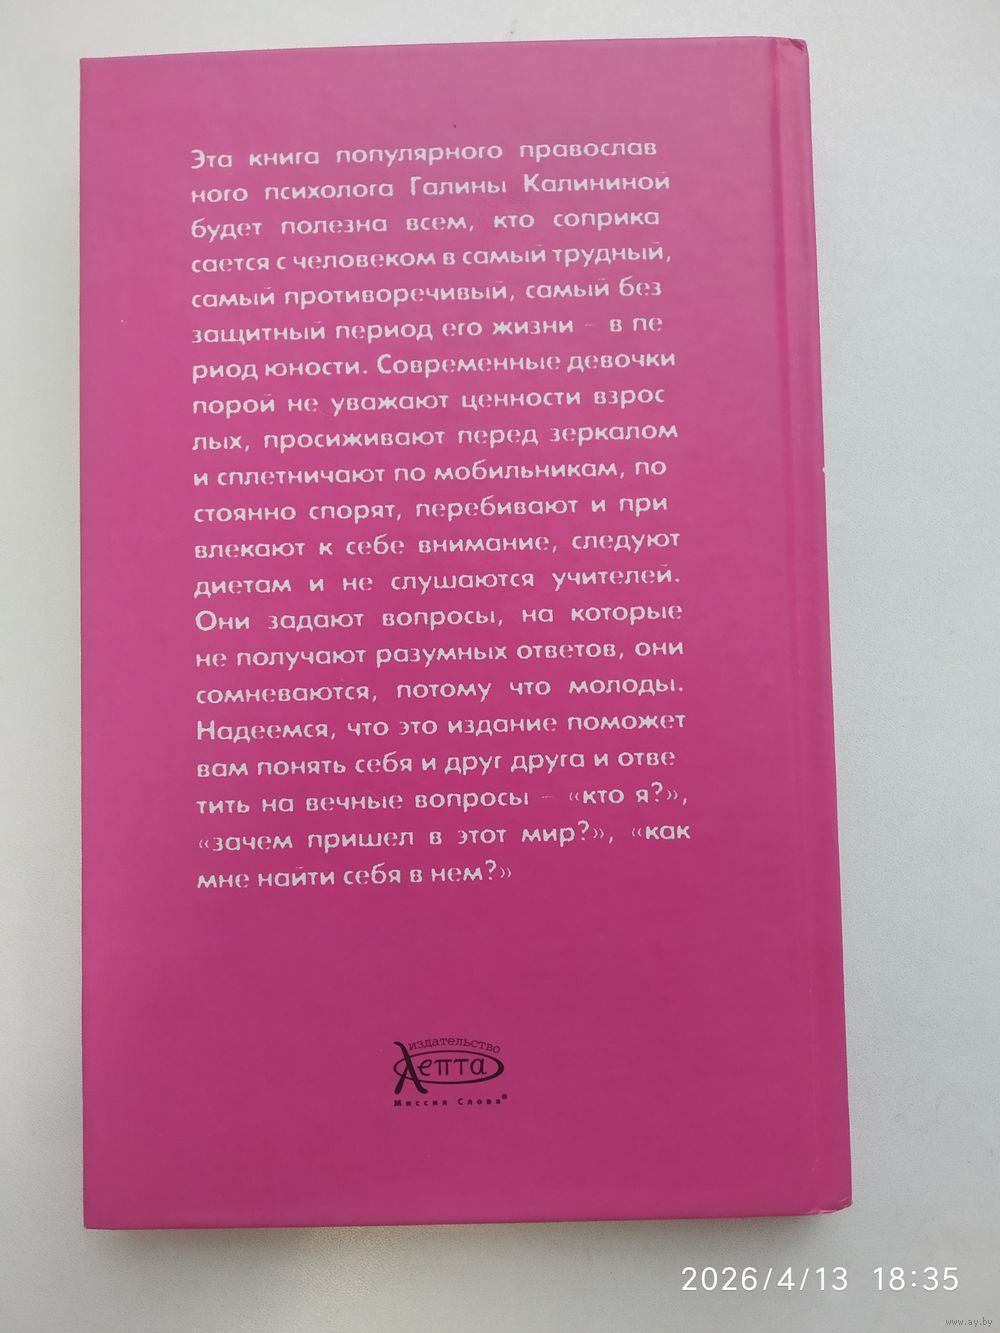 Эта книга популярного православ
ного психолога Галины Калининой
будет полезна всем, кто соприка
сается с человеком в самый трудный,
самый противоречивый, самый без
защитный период его жизни – в пе
риод юности. Современные девочки
порой не уважают ценности взрос
лых, просиживают перед зеркалом
и сплетничают по мобильникам, по
стоянно спорят, перебивают и при
влекают к себе внимание, следуют
диетам и не слушаются учителей.
Они задают вопросы, на которые
не получают разумных ответов, они
сомневаются, потому что молоды.
Надеемся, что это издание поможет
вам понять себя и друг друга и отве
тить на вечные вопросы – «кто я?»,
«зачем пришел в этот мир?», «как
мне найти себя в нем?»
издательство
Лепта
Миссия Слова®
2026/4/13 18:35
www.ay.by